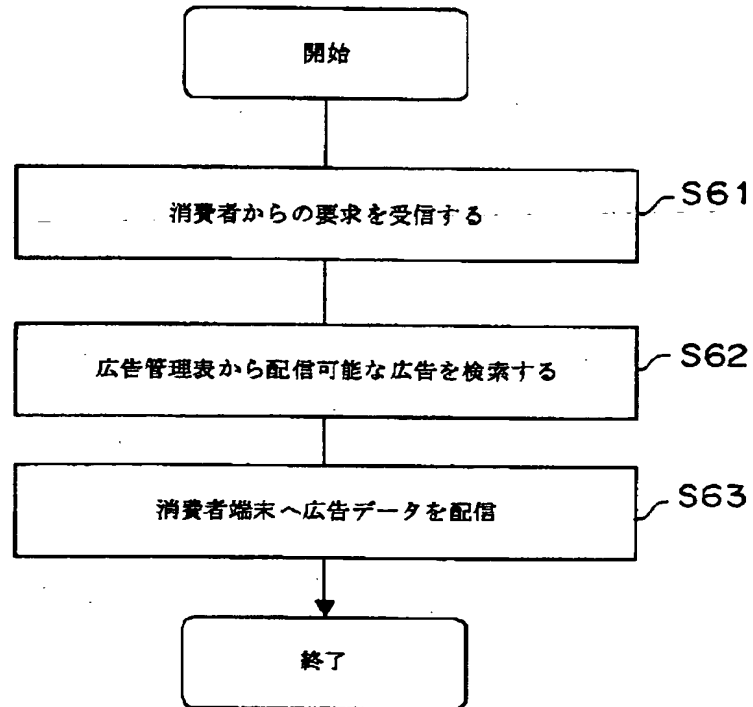 開始
消費者からの要求を受信する
S61
広告管理表から配信可能な広告を検索する
S62
消費者端末へ広告データを配信
S63
終了